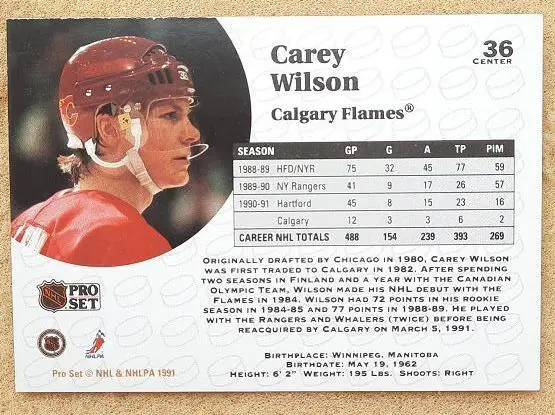 36
CENTER
Carey
Wilson
Calgary Flames®
SEASON GP G A TP PIM
1988-89 HFD/NYR 75 32 45 77 59
1989-90 NY Rangers 41 9 17 26 57
1990-91 Hartford 45 8 15 23 16
Calgary 12 3 3 6 2
CAREER NHL TOTALS 488 154 239 393 269
ORIGINALLY DRAFTED BY CHICAGO IN 1980, CAREY WILSON
WAS FIRST TRADED TO CALGARY IN 1982. AFTER SPENDING
TWO SEASONS IN FINLAND AND A YEAR WITH THE CANADIAN
OLYMPIC TEAM, WILSON MADE HIS NHL DEBUT WITH THE
FLAMES IN 1984. WILSON HAD 72 POINTS IN HIS ROOKIE
SEASON IN 1984-85 AND 77 POINTS IN 1988-89. HE PLAYED
WITH THE RANGERS AND WHALERS (TWICE) BEFORE BEING
REACQUIRED BY CALGARY ON MARCH 5, 1991.
BIRTHPLACE: WINNIPEG, MANITOBA
BIRTHDATE: MAY 19, 1962
HEIGHT: 6' 2" WEIGHT: 195 LBS. SHOOTS: RIGHT
NHL PRO
SET
NHLPA
Pro Set © NHL & NHLPA 1991